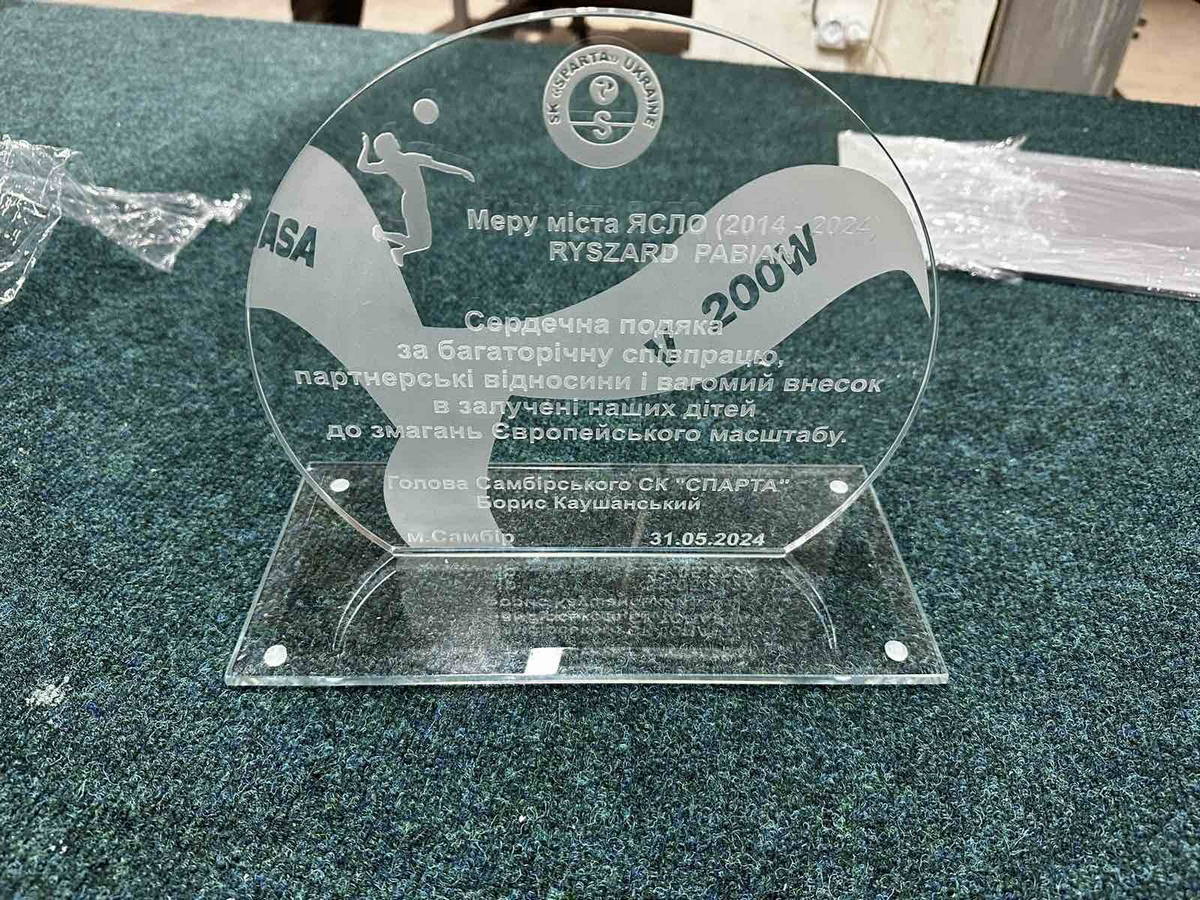 SK «SPARTA» UKRAINE
S
Меру міста ЯСЛО (2014 - 2024)
RYSZARD PABIAN
ASA
V 200W
Сердечна подяка
за багаторічну співпрацю,
партнерські відносини і вагомий внесок
в залучені наших дітей
до змагань Європейського масштабу.
Голова Самбірського СК "СПАРТА"
Борис Каушанський
м.Самбір 31.05.2024